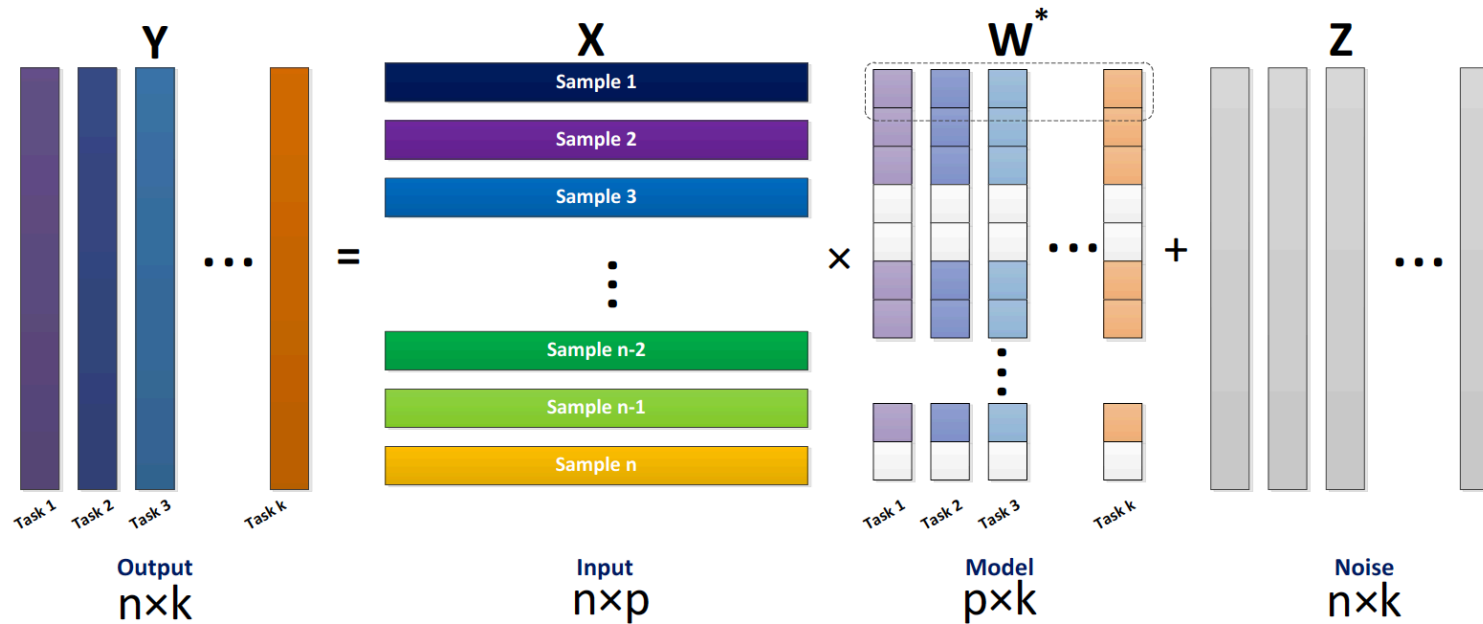 Y
=
X
Sample 1
Sample 2
Sample 3
Sample n-2
Sample n-1
Sample n
×
W*
+
Z
Task 1
Task 2
Task 3
Task k
Task 1
Task 2
Task 3
Task k
Output
n×k
Input
n×p
Model
p×k
Noise
n×k